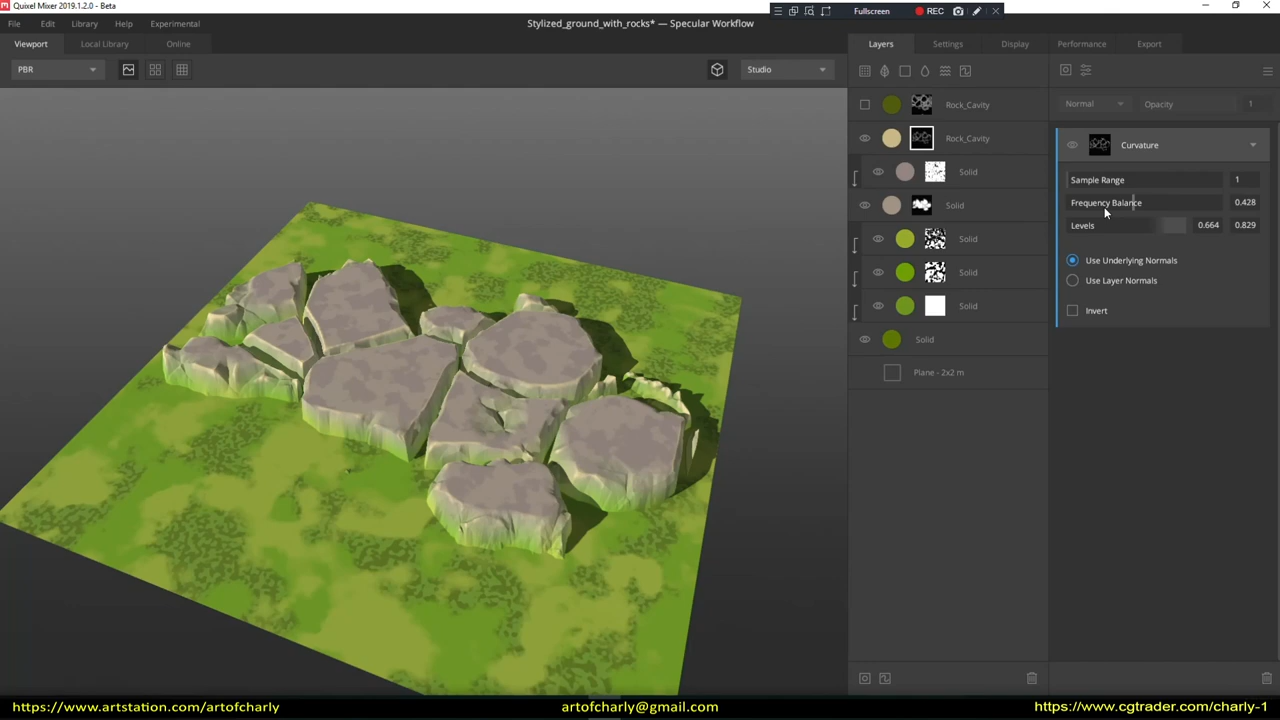 Quixel Mixer 2019.1.2.0 - Beta
Fullscreen
REC
File
Edit
Library
Help
Experimental
Stylized_ground_with_rocks* — Specular Workflow
Viewport
Local Library
Online
Layers
Settings
Display
Performance
Export
PBR
Studio
Rock_Cavity
Normal
Opacity
1
Rock_Cavity
Curvature
Solid
Sample Range
1
Solid
Frequency Balance
0.428
Levels
0.664
0.829
Solid
Use Underlying Normals
Solid
Use Layer Normals
Solid
Invert
Solid
Plane - 2x2 m
https://www.artstation.com/artofcharly
artofcharly@gmail.com
https://www.cgtrader.com/charly-1